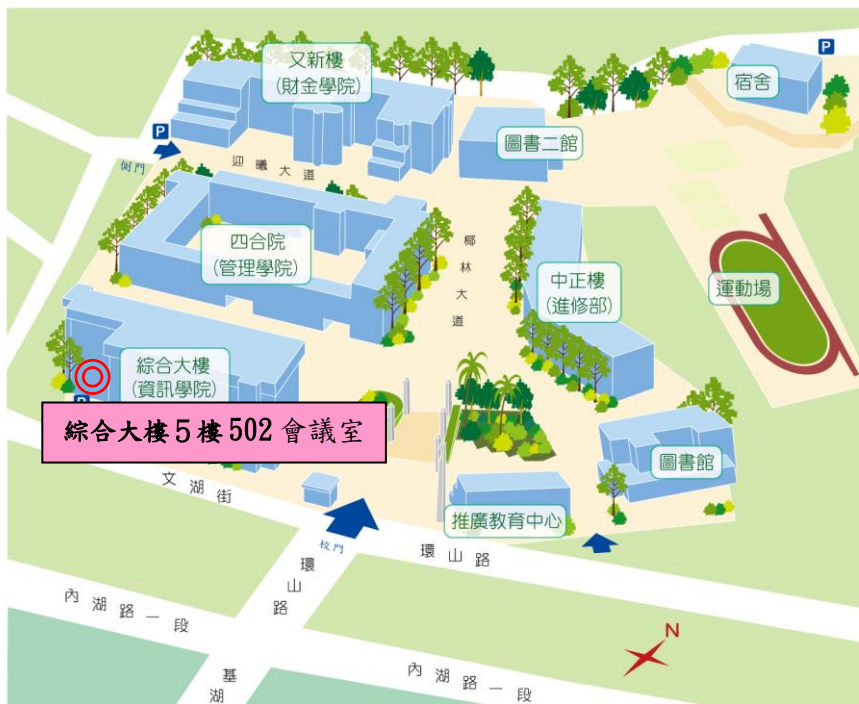 又新樓
(財金學院)
P
宿舍
P
圖書二館
側門
迎曦大道
四合院
(管理學院)
椰林大道
中正樓
(進修部)
運動場
綜合大樓
(資訊學院)
P
綜合大樓5樓502會議室
圖書館
文湖街
推廣教育中心
校門
環山路
環山路
內湖路一段
N
內湖路一段
基湖